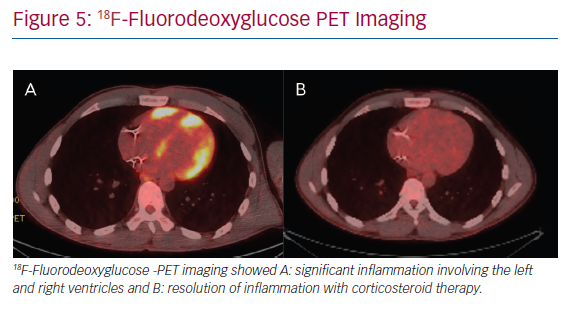 Figure 5: ¹⁸F-Fluorodeoxyglucose PET Imaging
A
B
PET
¹⁸F-Fluorodeoxyglucose -PET imaging showed A: significant inflammation involving the left
and right ventricles and B: resolution of inflammation with corticosteroid therapy.